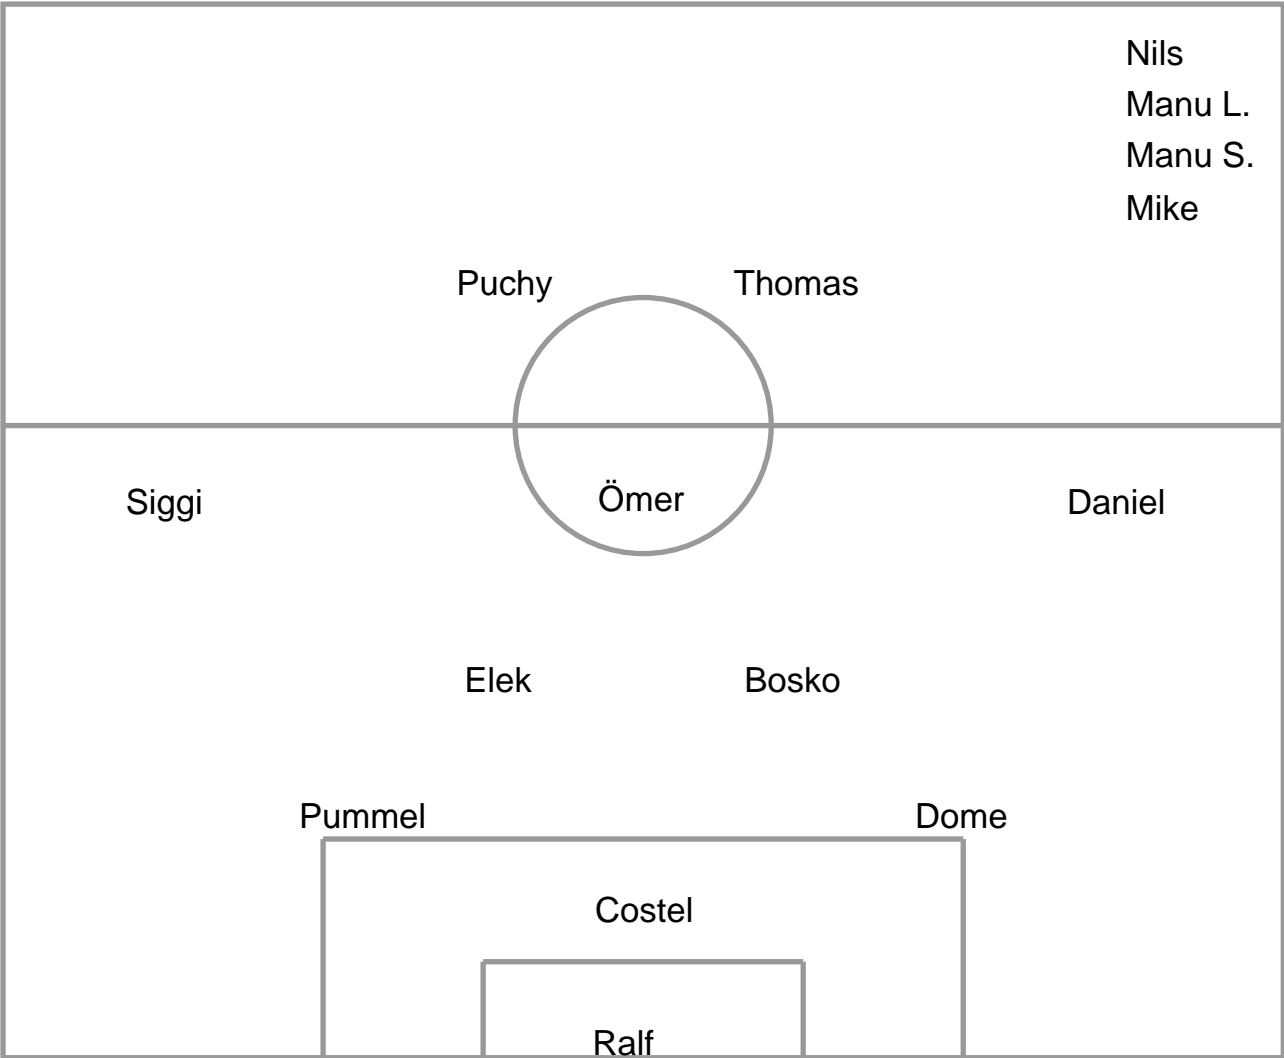 Nils
Manu L.
Manu S.
Mike
Puchy Thomas
Siggi Ömer Daniel
Elek Bosko
Pummel Dome
Costel
Ralf